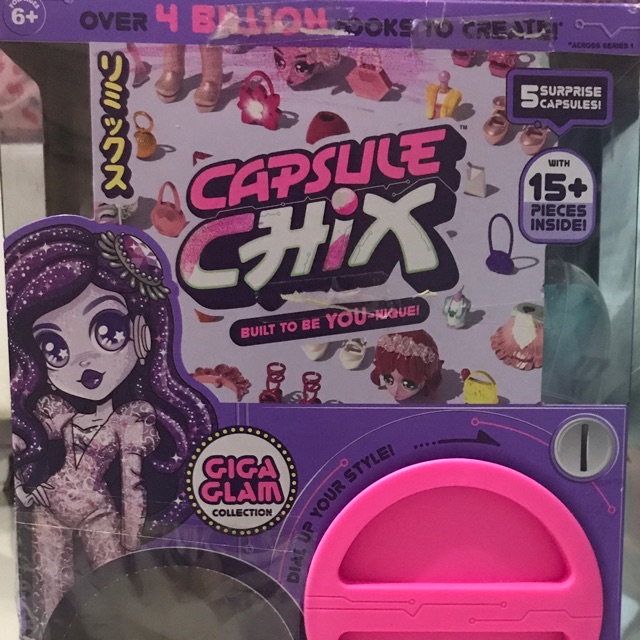 6+
OVER 4 BILLION LOOKS TO CREATE!*
*ACROSS SERIES 1
リミックス
5 SURPRISE
CAPSULES!
CAPSULE
CHiX™
BUILT TO BE YOU-NIQUE!
WITH
15+
PIECES
INSIDE!
GIGA
GLAM
COLLECTION
DIAL UP YOUR STYLE!